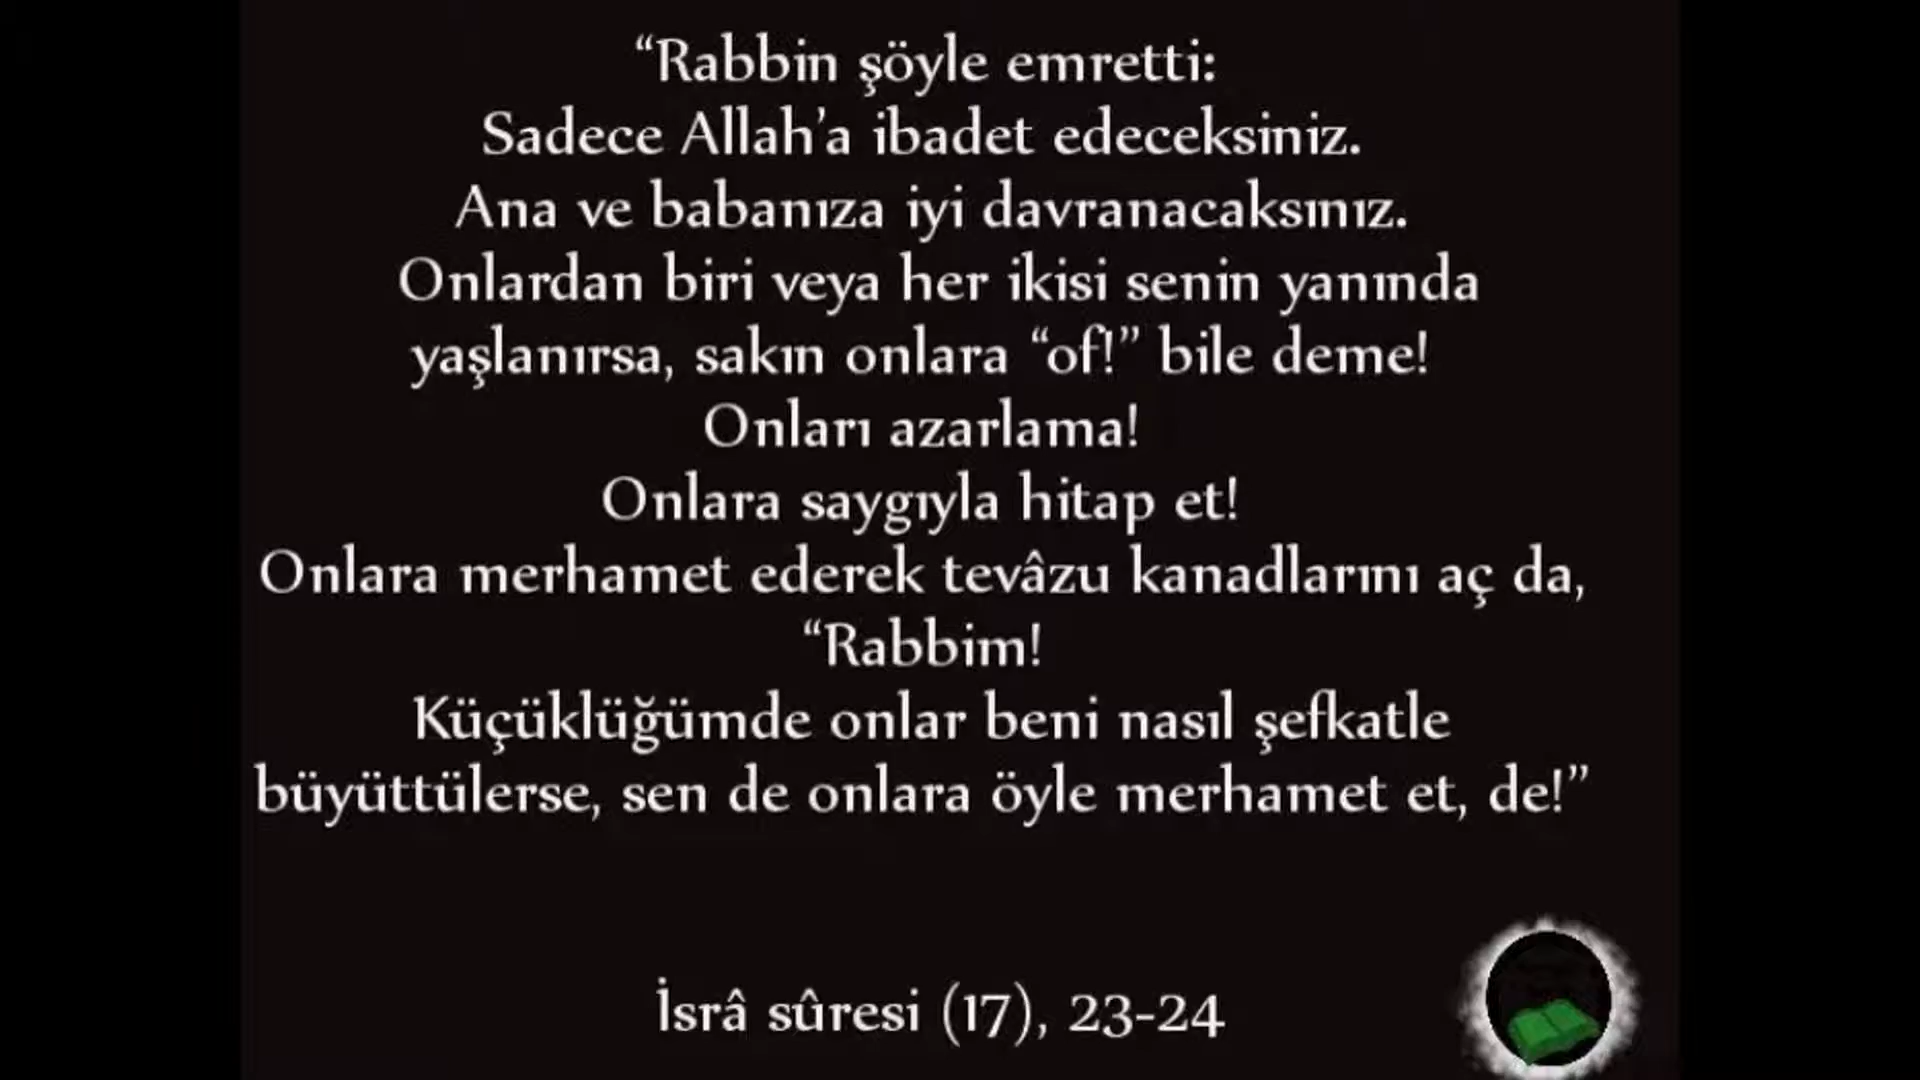 “Rabbin şöyle emretti:
Sadece Allah’a ibadet edeceksiniz.
Ana ve babanıza iyi davranacaksınız.
Onlardan biri veya her ikisi senin yanında
yaşlanırsa, sakın onlara “of!” bile deme!
Onları azarlama!
Onlara saygıyla hitap et!
Onlara merhamet ederek tevâzu kanadlarını aç da,
“Rabbim!
Küçüklüğümde onlar beni nasıl şefkatle
büyüttülerse, sen de onlara öyle merhamet et, de!”
İsrâ sûresi (17), 23-24